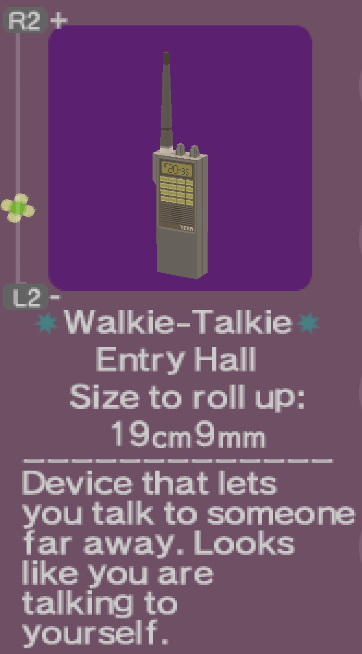 R2 +
L2 -
Walkie-Talkie
Entry Hall
Size to roll up:
19cm9mm
Device that lets
you talk to someone
far away. Looks
like you are
talking to
yourself.